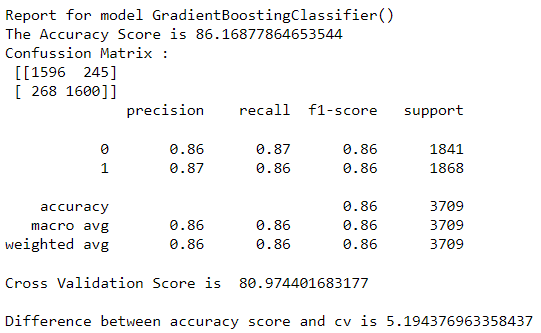 Report for model GradientBoostingClassifier()
The Accuracy Score is 86.16877864653544
Confussion Matrix :
[[1596 245]
[ 268 1600]]
precision recall f1-score support
0 0.86 0.87 0.86 1841
1 0.87 0.86 0.86 1868
accuracy 0.86 3709
macro avg 0.86 0.86 0.86 3709
weighted avg 0.86 0.86 0.86 3709
Cross Validation Score is 80.974401683177
Difference between accuracy score and cv is 5.194376963358437